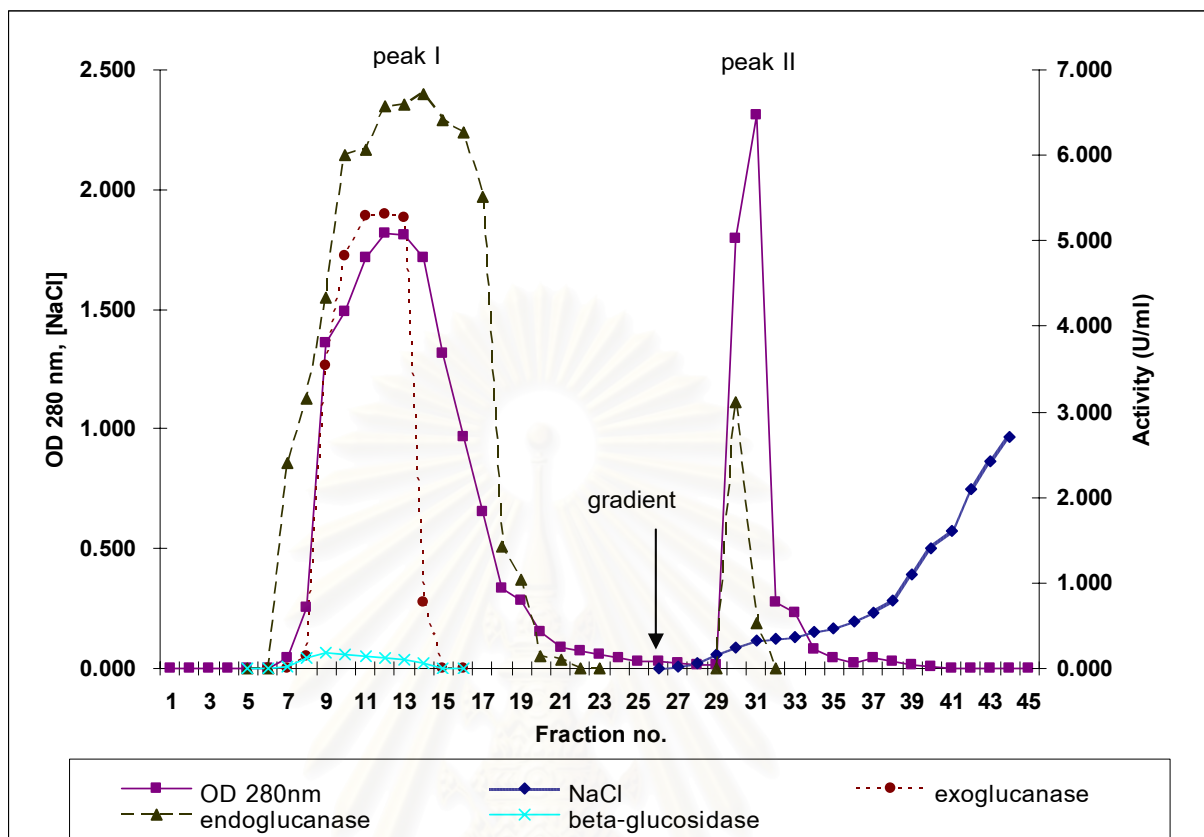 peak I
peak II
2.500
2.000
1.500
1.000
0.500
0.000
OD 280 nm, [NaCl]
7.000
6.000
5.000
4.000
3.000
2.000
1.000
0.000
Activity (U/ml)
gradient
1 3 5 7 9 11 13 15 17 19 21 23 25 27 29 31 33 35 37 39 41 43 45
Fraction no.
OD 280nm NaCl exoglucanase
endoglucanase beta-glucosidase